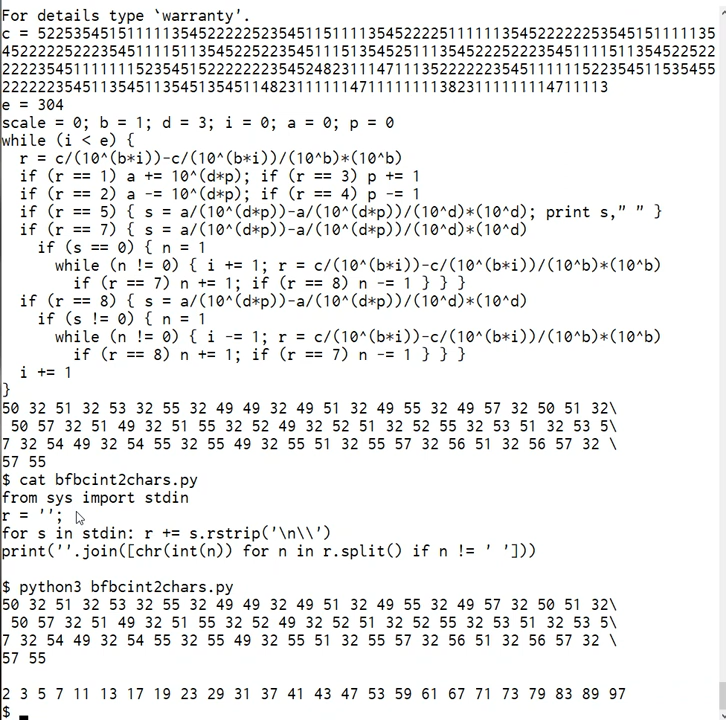 For details type `warranty'.
c = 52253545151111135452222252354511511113545222251111113545222222535451511111135
452222225222354511115113545225223545111513545251113545222522235451111511354522522
222235451111111523545152222222235452482311147111352222222354511111152235451153545
5
2222223545113545113545135451148231111114711111111382311111111471111
3
e = 304
scale = 0; b = 1; d = 3; i = 0; a = 0; p = 0
while (i < e) {
r = c/(10^(b*i))-c/(10^(b*i))/(10^b)*(10^b)
if (r == 1) a += 10^(d*p); if (r == 3) p += 1
if (r == 2) a -= 10^(d*p); if (r == 4) p -= 1
if (r == 5) { s = a/(10^(d*p))-a/(10^(d*p))/(10^d)*(10^d); print s," " }
if (r == 7) { s = a/(10^(d*p))-a/(10^(d*p))/(10^d)*(10^d)
if (s == 0) { n = 1
while (n != 0) { i += 1; r = c/(10^(b*i))-c/(10^(b*i))/(10^b)*(10^b)
if (r == 7) n += 1; if (r == 8) n -= 1 } } }
if (r == 8) { s = a/(10^(d*p))-a/(10^(d*p))/(10^d)*(10^d)
if (s != 0) { n = 1
while (n != 0) { i -= 1; r = c/(10^(b*i))-c/(10^(b*i))/(10^b)*(10^b)
if (r == 8) n += 1; if (r == 7) n -= 1 } } }
i += 1
}
50 32 51 32 53 32 55 32 49 49 32 49 51 32 49 55 32 49 57 32 50 51 32\
50 57 32 51 49 32 51 55 32 52 49 32 52 51 32 52 55 32 53 51 32 53 5\
7 32 54 49 32 54 55 32 55 49 32 55 51 32 55 57 32 56 51 32 56 57 32 \
57 55
$ cat bfbcint2chars.py
from sys import stdin
r = '';
for s in stdin: r += s.rstrip('\n\\')
print(''.join([chr(int(n)) for n in r.split() if n != ' ']))
$ python3 bfbcint2chars.py
50 32 51 32 53 32 55 32 49 49 32 49 51 32 49 55 32 49 57 32 50 51 32\
50 57 32 51 49 32 51 55 32 52 49 32 52 51 32 52 55 32 53 51 32 53 5\
7 32 54 49 32 54 55 32 55 49 32 55 51 32 55 57 32 56 51 32 56 57 32 \
57 55
2 3 5 7 11 13 17 19 23 29 31 37 41 43 47 53 59 61 67 71 73 79 83 89 97
$